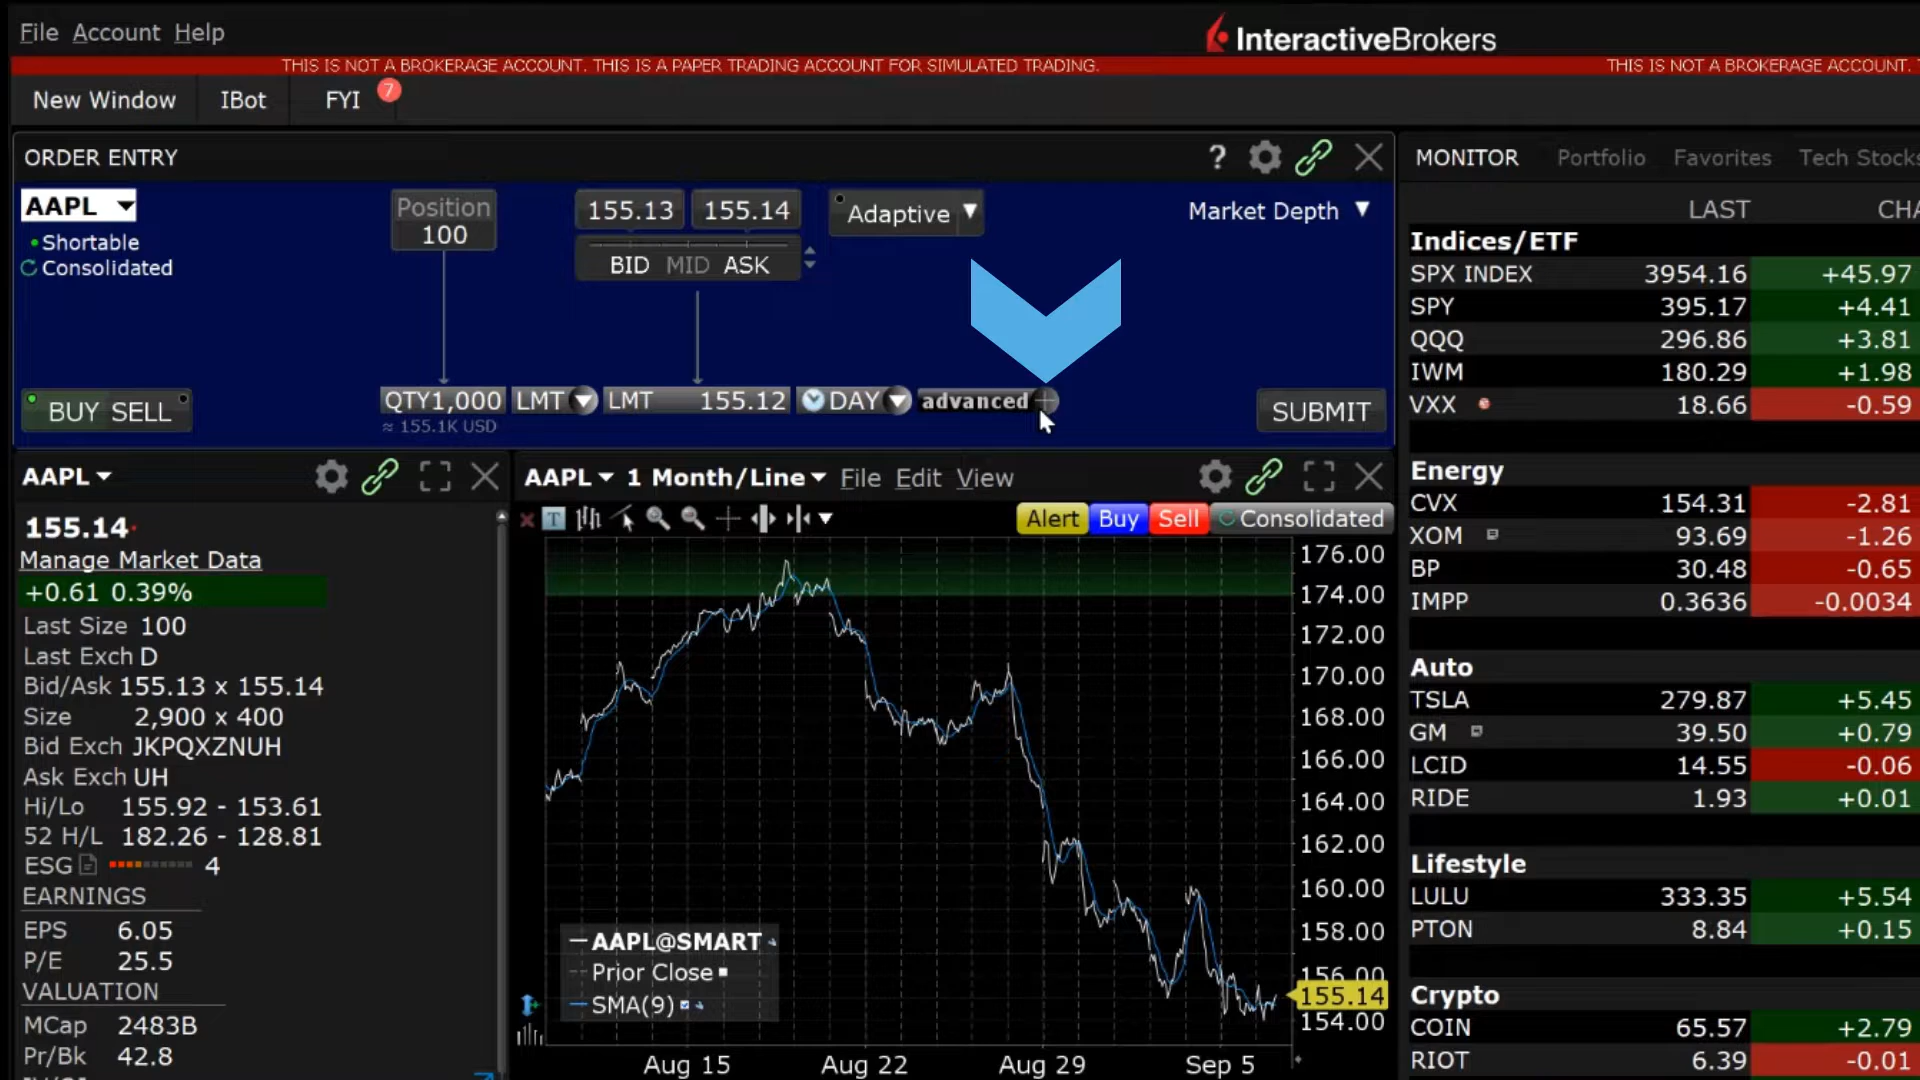 File Account Help
InteractiveBrokers
THIS IS NOT A BROKERAGE ACCOUNT. THIS IS A PAPER TRADING ACCOUNT FOR SIMULATED TRADING.
THIS IS NOT A BROKERAGE ACCOUNT.
New Window IBot FYI 7
ORDER ENTRY
?
AAPL
Shortable
Consolidated
Position
100
155.13 155.14
BID MID ASK
Adaptive
Market Depth
BUY SELL
QTY 1,000 LMT LMT 155.12 DAY advanced
≈ 155.1K USD
SUBMIT
AAPL
155.14
Manage Market Data
+0.61 0.39%
Last Size 100
Last Exch D
Bid/Ask 155.13 x 155.14
Size 2,900 x 400
Bid Exch JKPQXZNUH
Ask Exch UH
Hi/Lo 155.92 - 153.61
52 H/L 182.26 - 128.81
ESG 4
EARNINGS
EPS 6.05
P/E 25.5
VALUATION
MCap 2483B
Pr/Bk 42.8
AAPL 1 Month/Line File Edit View
T
Alert Buy Sell Consolidated
176.00
174.00
172.00
170.00
168.00
166.00
164.00
162.00
160.00
158.00
156.00
155.14
154.00
AAPL@SMART
Prior Close
SMA(9)
Aug 15 Aug 22 Aug 29 Sep 5
MONITOR Portfolio Favorites Tech Stocks
LAST
Indices/ETF
SPX INDEX 3954.16 +45.97
SPY 395.17 +4.41
QQQ 296.86 +3.81
IWM 180.29 +1.98
VXX 18.66 -0.59
Energy
CVX 154.31 -2.81
XOM 93.69 -1.26
BP 30.48 -0.65
IMPP 0.3636 -0.0034
Auto
TSLA 279.87 +5.45
GM 39.50 +0.79
LCID 14.55 -0.06
RIDE 1.93 +0.01
Lifestyle
LULU 333.35 +5.54
PTON 8.84 +0.15
Crypto
COIN 65.57 +2.79
RIOT 6.39 -0.01